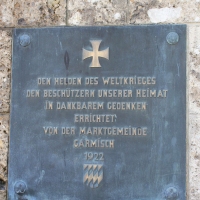 DEN HELDEN DES WELTKRIEGES
DEN BESCHÜTZERN UNSERER HEIMAT
IN DANKBAREM GEDENKEN
ERRICHTET
VON DER MARKTGEMEINDE
GARMISCH
1922